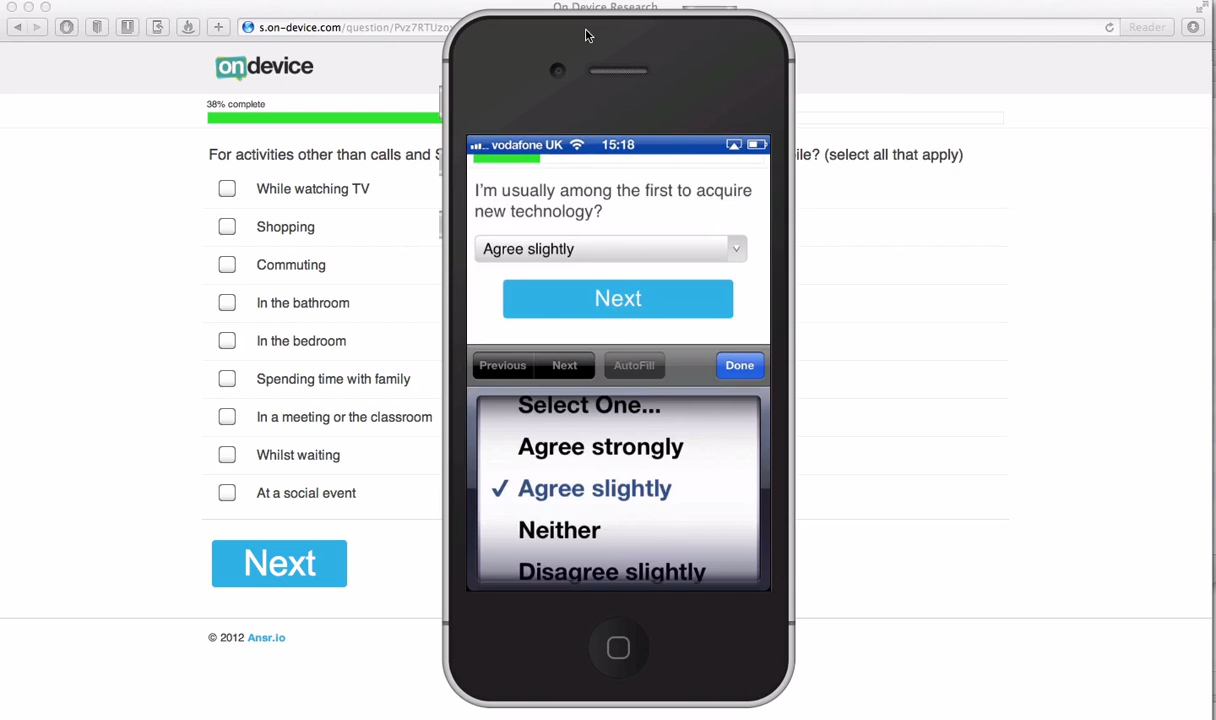 On Device Research
s.on-device.com/question/Pvz7RTUzo
Reader
ondevice
38% complete
For activities other than calls and
ile? (select all that apply)
While watching TV
Shopping
Commuting
In the bathroom
In the bedroom
Spending time with family
In a meeting or the classroom
Whilst waiting
At a social event
Next
© 2012 Ansr.io
vodafone UK 15:18
I'm usually among the first to acquire
new technology?
Agree slightly
Next
Previous Next AutoFill Done
Select One...
Agree strongly
✓ Agree slightly
Neither
Disagree slightly